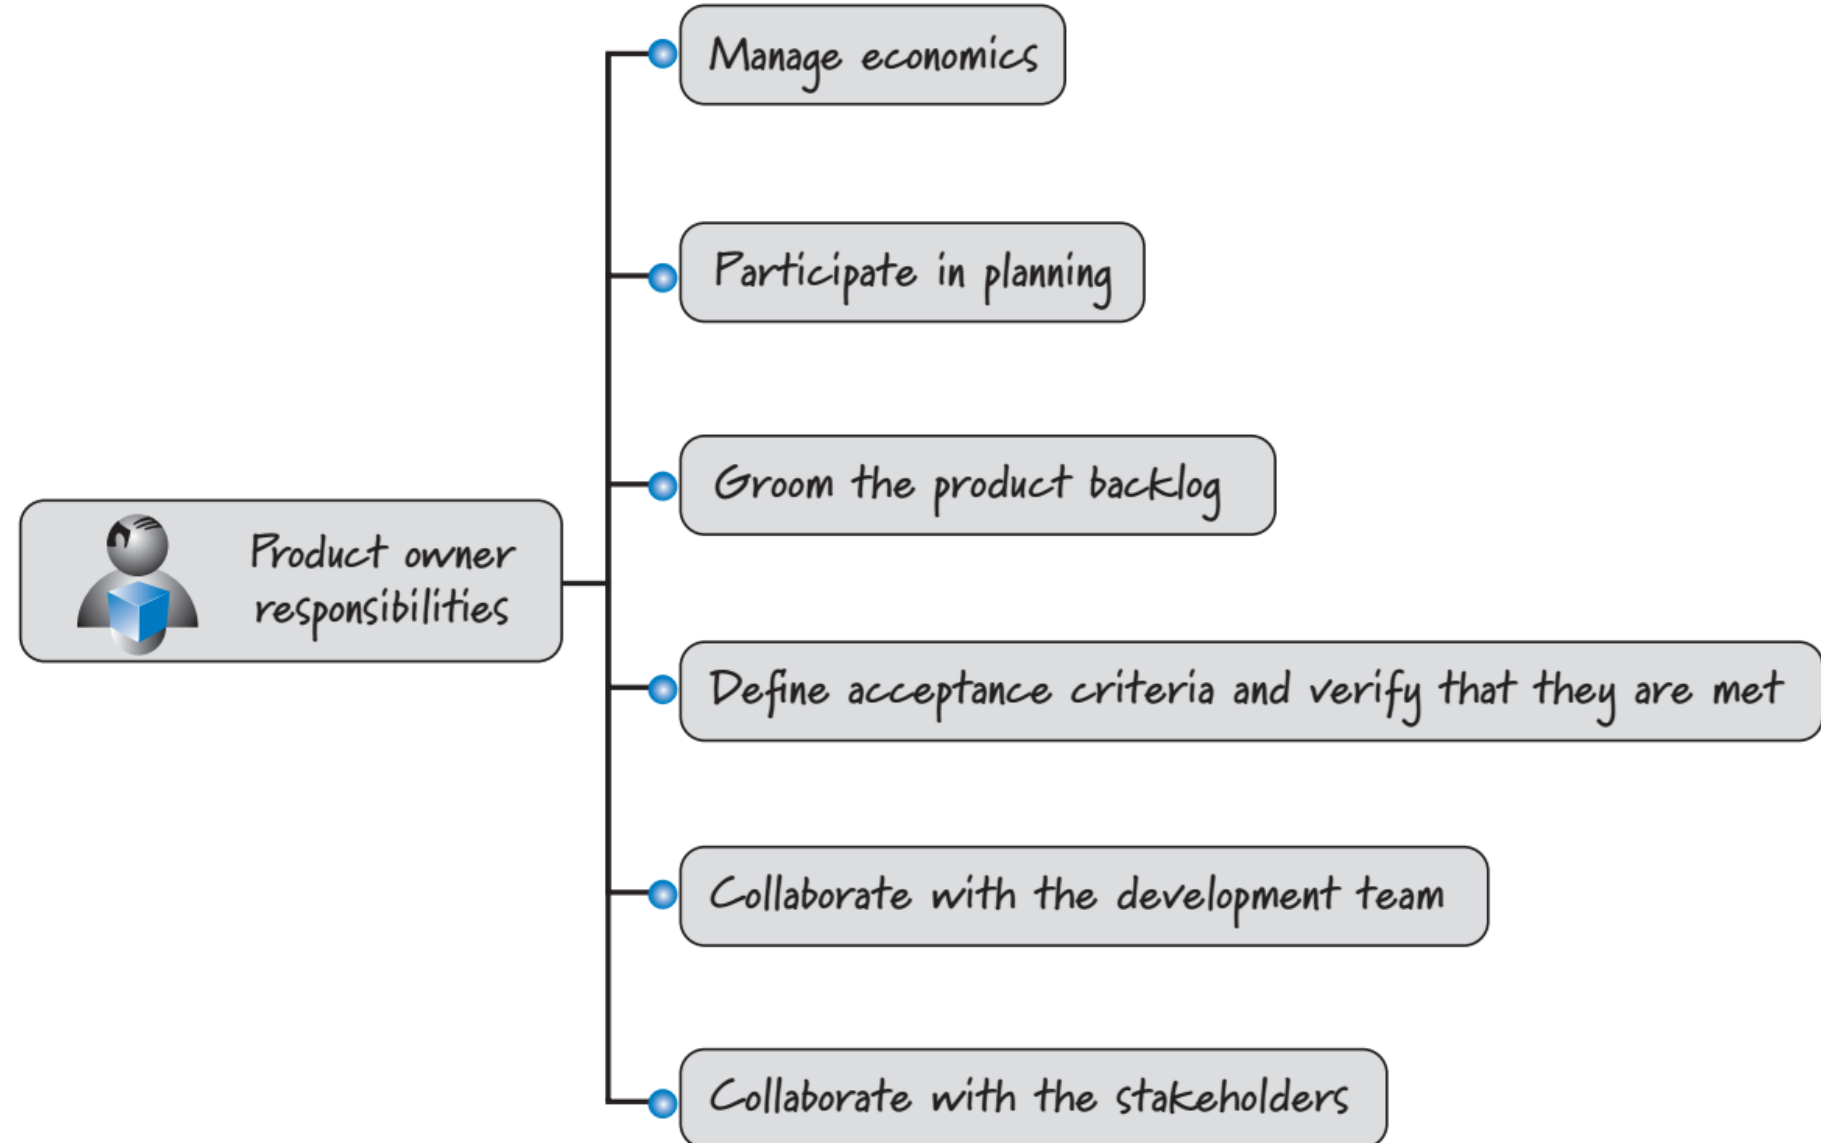 Manage economics
Participate in planning
Groom the product backlog
Product owner
responsibilities
Define acceptance criteria and verify that they are met
Collaborate with the development team
Collaborate with the stakeholders